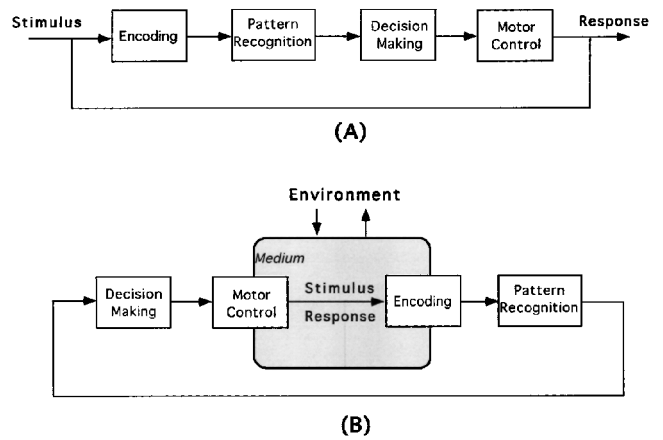 Stimulus
Encoding
Pattern
Recognition
Decision
Making
Motor
Control
Response
(A)
Environment
Medium
Decision
Making
Motor
Control
Stimulus
Response
Encoding
Pattern
Recognition
(B)